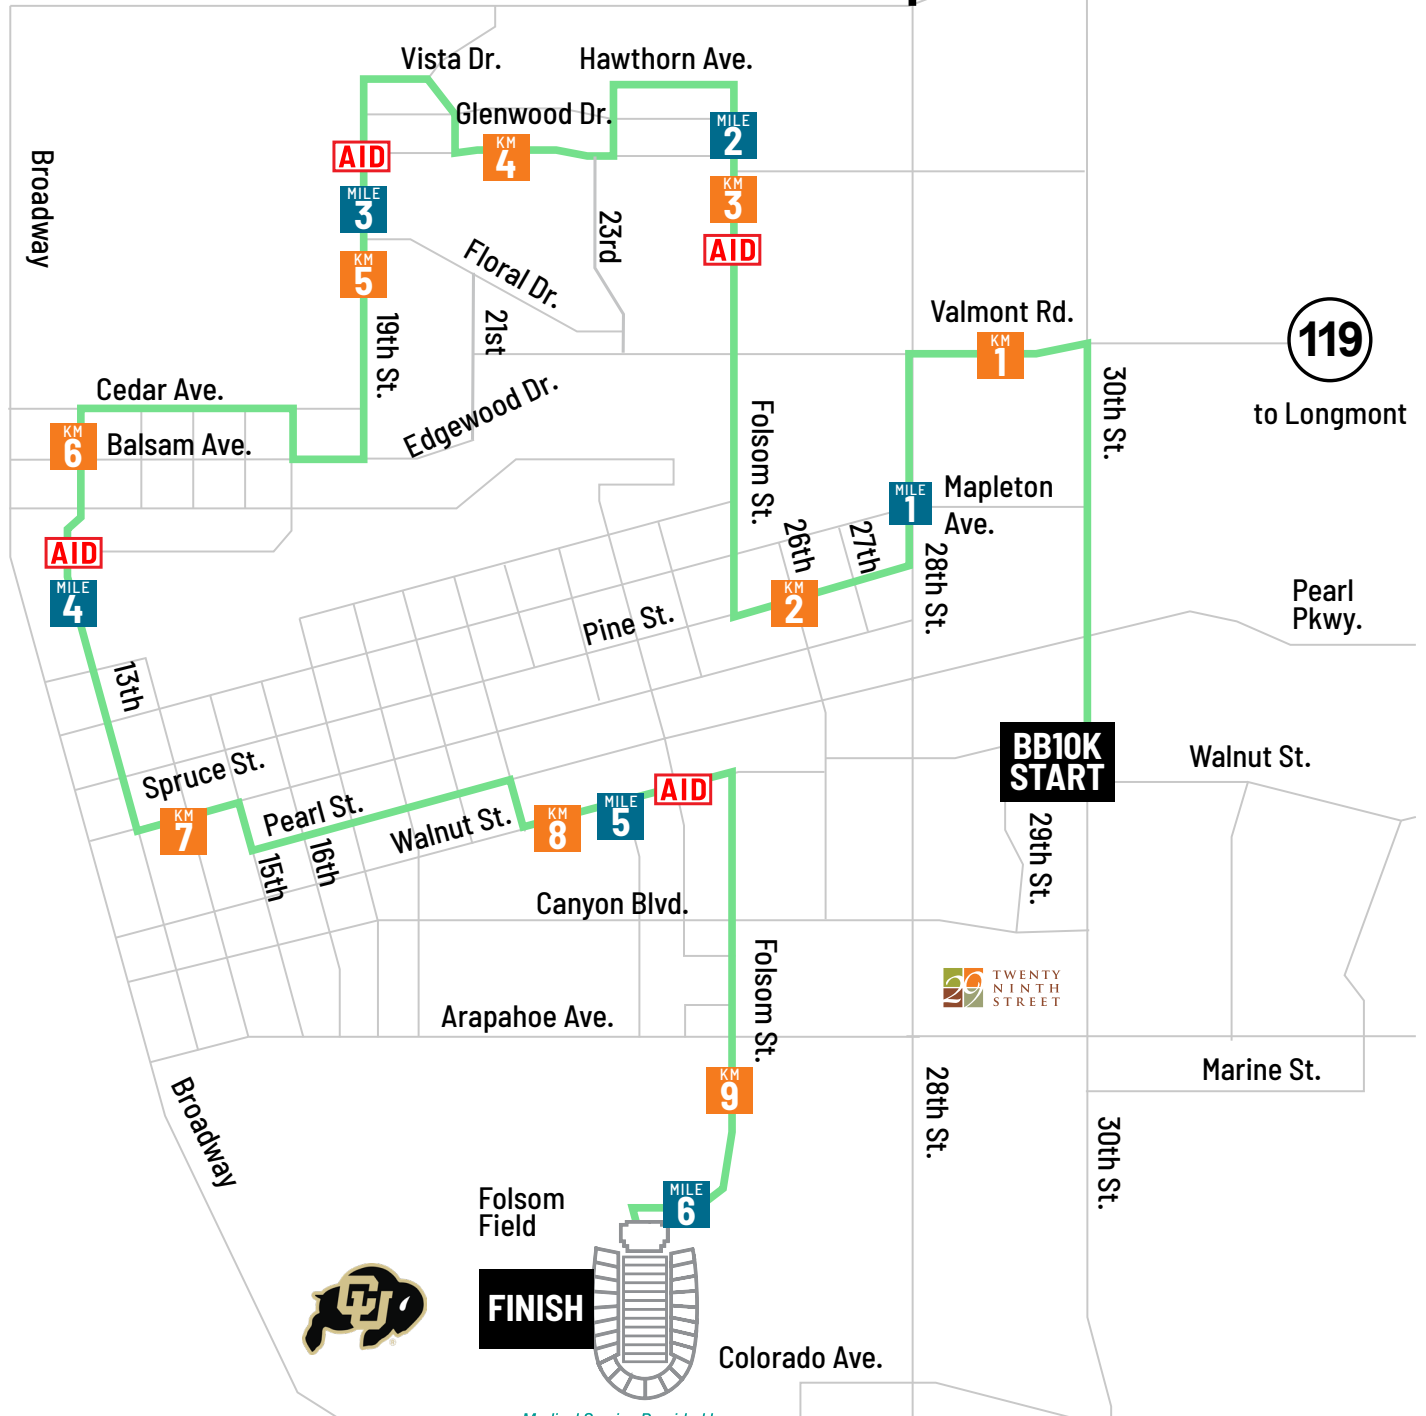 Vista Dr.
Hawthorn Ave.
Glenwood Dr.
MILE
2
KM
4
AID
Broadway
MILE
3
KM
3
23rd
AID
KM
5
Floral Dr.
Valmont Rd.
19th St.
21st
KM
1
119
30th St.
to Longmont
Cedar Ave.
Edgewood Dr.
KM
6
Balsam Ave.
Folsom St.
MILE
1
Mapleton
Ave.
26th
27th
28th St.
AID
MILE
4
KM
2
Pine St.
Pearl
Pkwy.
13th
BB10K
START
Walnut St.
Spruce St.
KM
7
Pearl St.
Walnut St.
KM
8
MILE
5
AID
15th
16th
29th St.
Canyon Blvd.
Folsom St.
29
TWENTY
NINTH
STREET
Arapahoe Ave.
Marine St.
KM
9
28th St.
30th St.
Broadway
Folsom
Field
MILE
6
CU
FINISH
Colorado Ave.